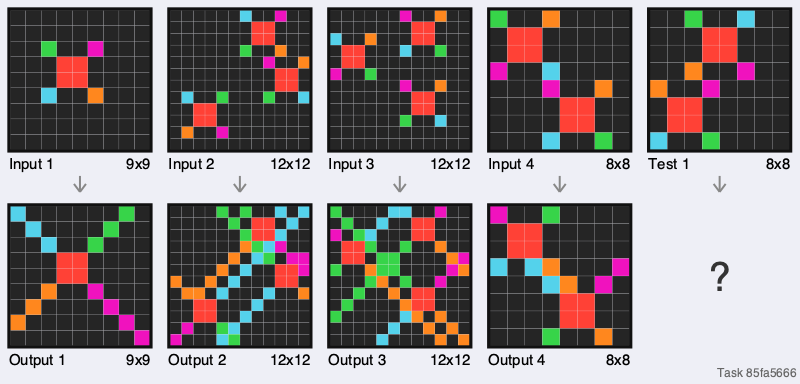 Input 1 9x9
Input 2 12x12
Input 3 12x12
Input 4 8x8
Test 1 8x8
?
Output 1 9x9
Output 2 12x12
Output 3 12x12
Output 4 8x8
Task 85fa5666